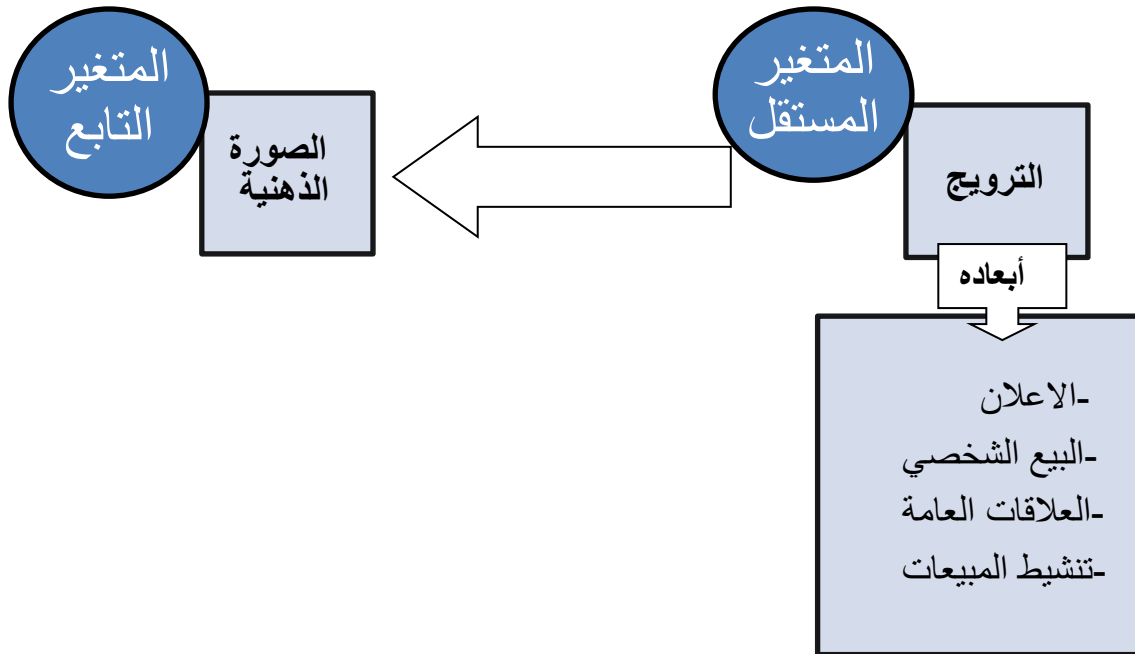 المتغير
المستقل
الترويج
المتغير
التابع
الصورة
الذهنية
أبعاده
-الاعلان
-البيع الشخصي
-العلاقات العامة
-تنشيط المبيعات